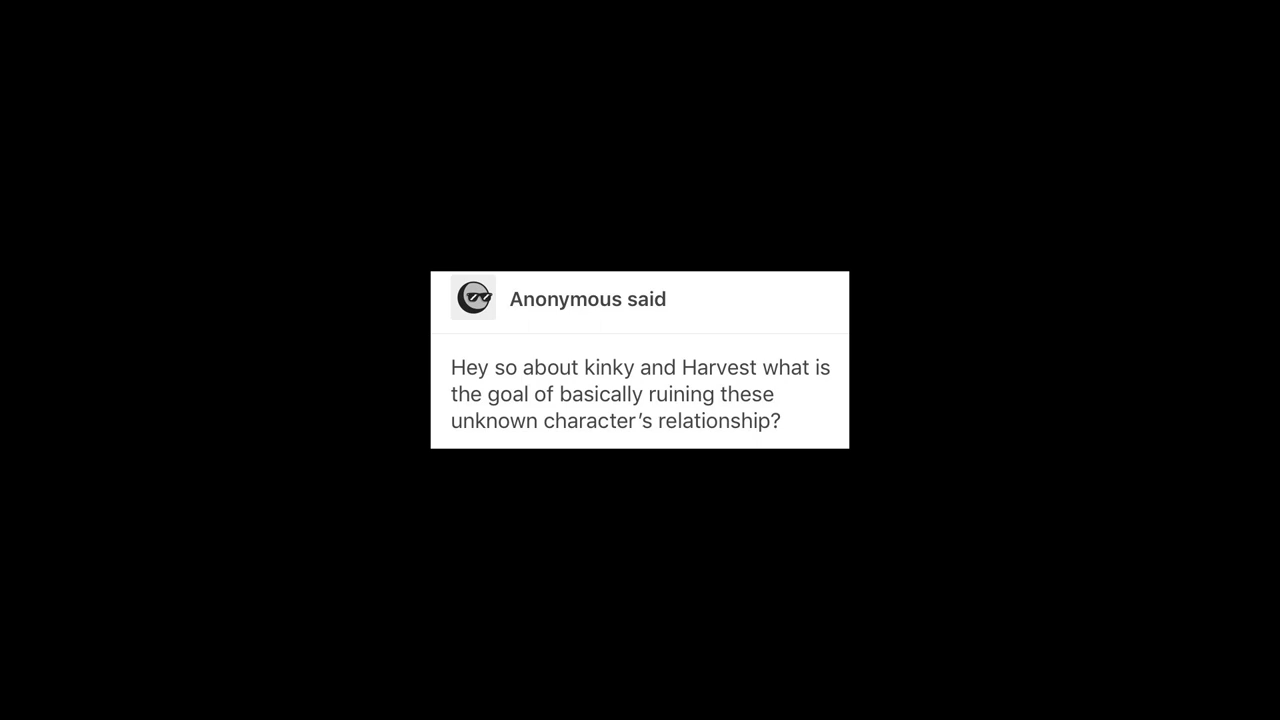 Anonymous said
Hey so about kinky and Harvest what is
the goal of basically ruining these
unknown character’s relationship?